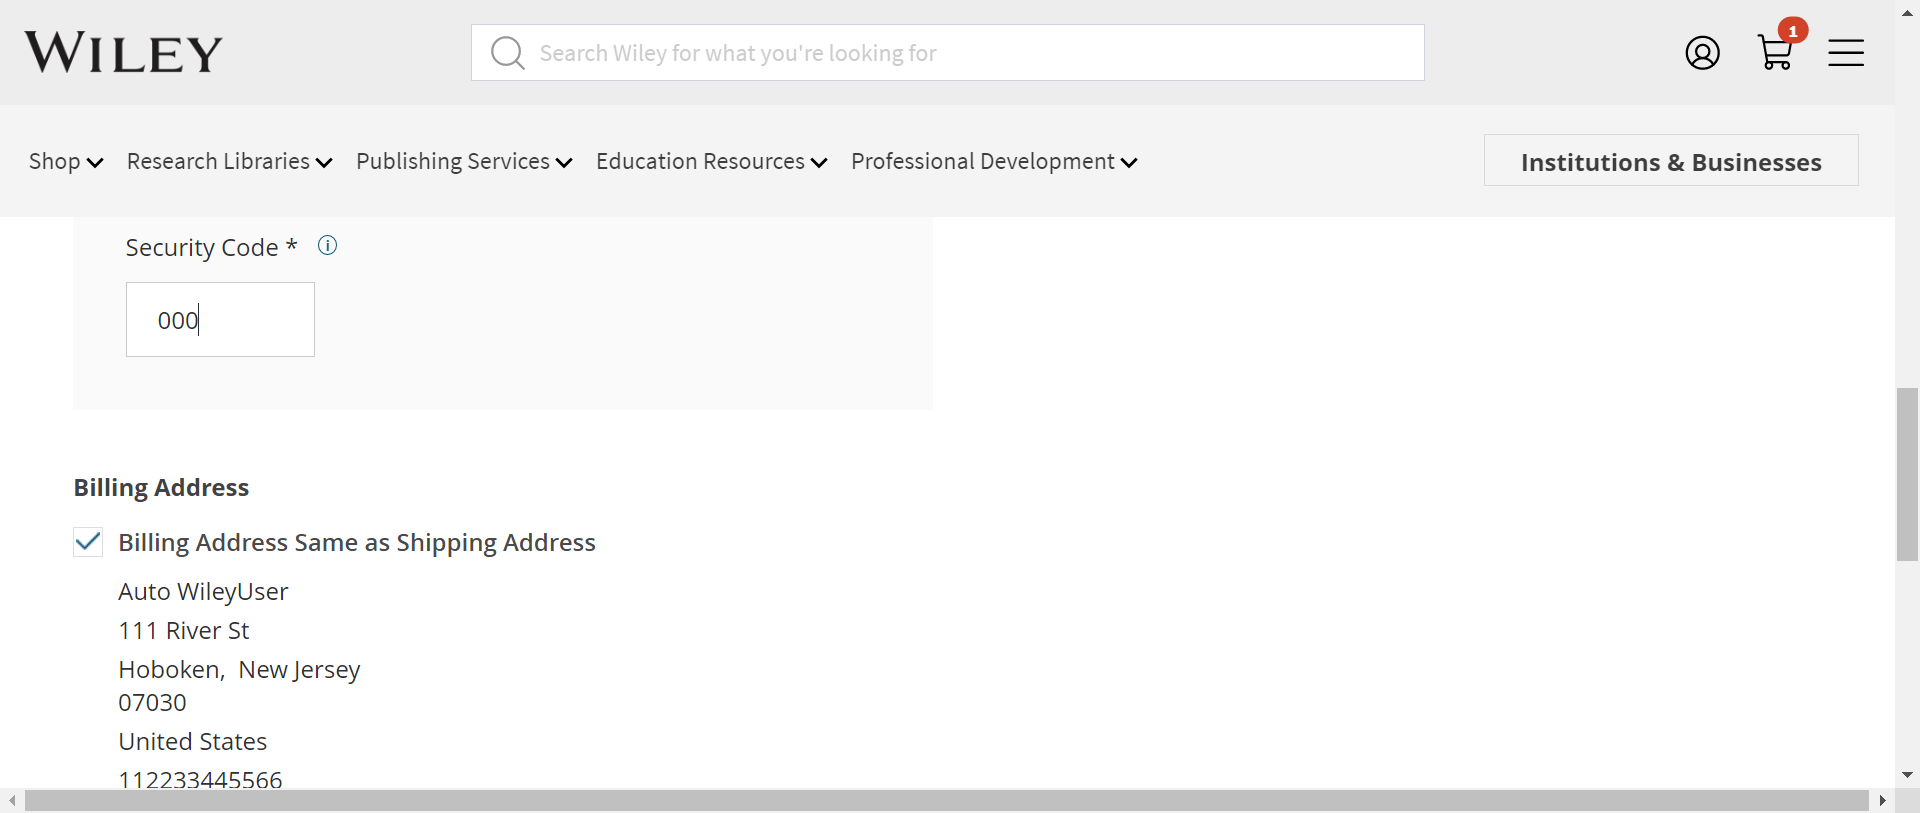 WILEY
Search Wiley for what you're looking for
1
Shop Research Libraries Publishing Services Education Resources Professional Development
Institutions & Businesses
Security Code *
000
Billing Address
Billing Address Same as Shipping Address
Auto WileyUser
111 River St
Hoboken, New Jersey
07030
United States
112233445566